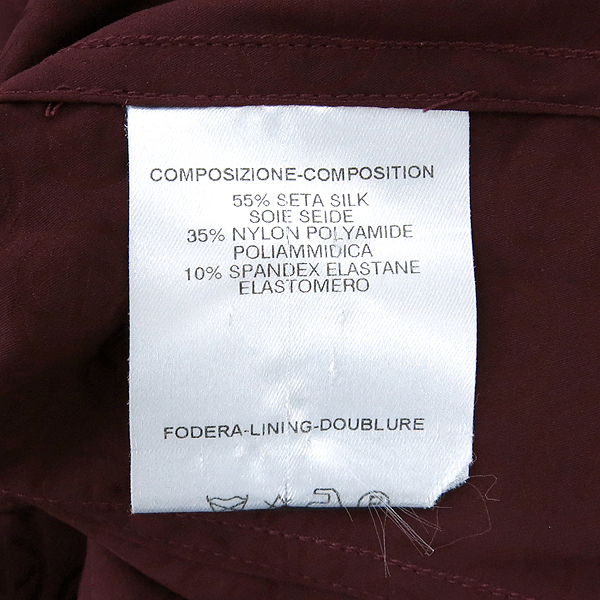 COMPOSIZIONE-COMPOSITION
55% SETA SILK
SOIE SEIDE
35% NYLON POLYAMIDE
POLIAMMIDICA
10% SPANDEX ELASTANE
ELASTOMERO
FODERA-LINING-DOUBLURE